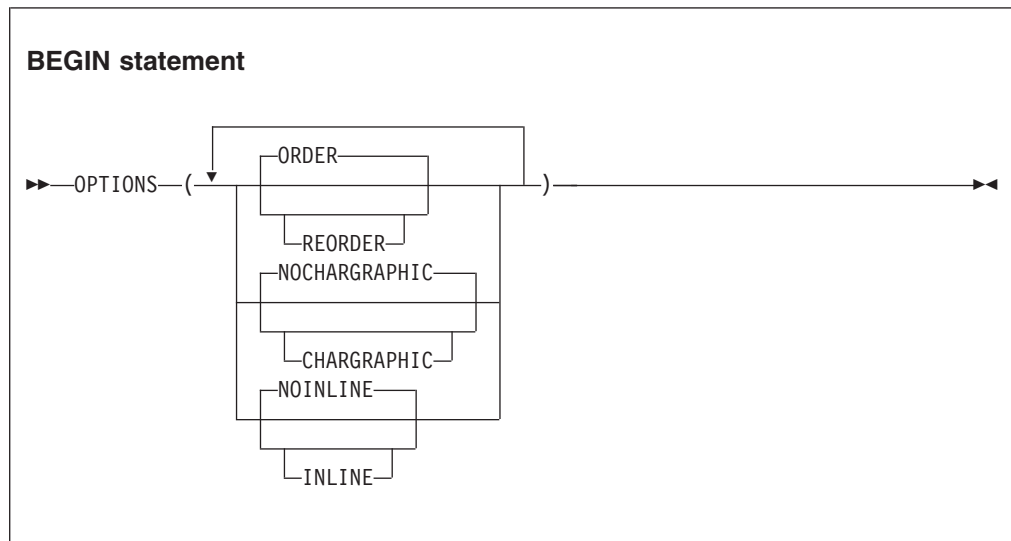 BEGIN statement
ORDER
OPTIONS ( )
REORDER
NOCHARGRAPHIC
CHARGRAPHIC
NOINLINE
INLINE